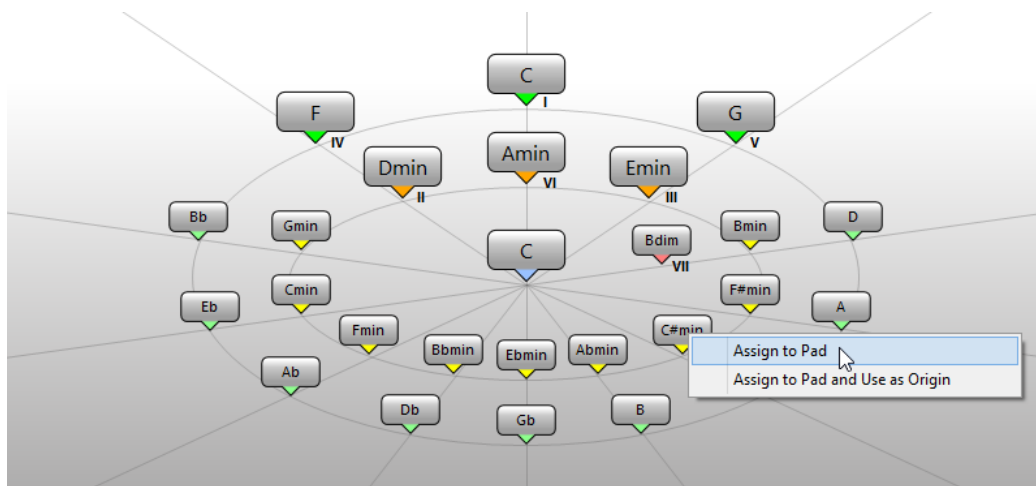 C
I
F
IV
G
V
Amin
VI
Dmin
II
Emin
III
Bb
Gmin
C
Bdim
VII
Bmin
D
Eb
Cmin
F#min
A
Fmin
Bbmin
Ebmin
Abmin
C#min
Assign to Pad
Assign to Pad and Use as Origin
Ab
Db
Gb
B